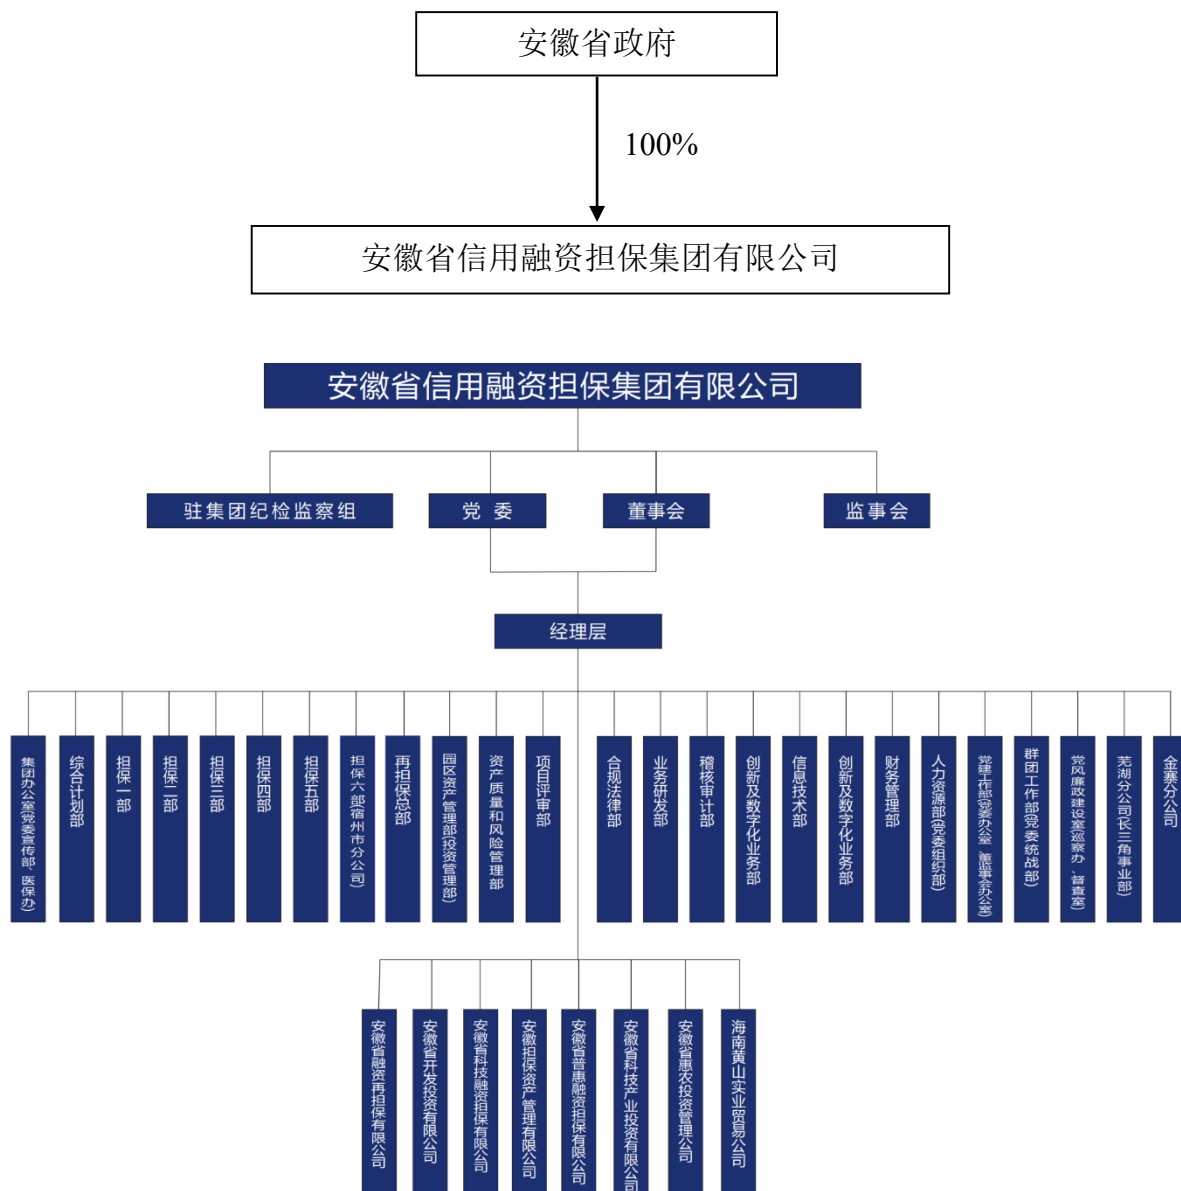 安徽省政府
100%
安徽省信用融资担保集团有限公司
安徽省信用融资担保集团有限公司
驻集团纪检监察组
党 委
董事会
监事会
经理层
集团办公室(党委宣传部、医保办)
综合计划部
担保一部
担保二部
担保三部
担保四部
担保五部
担保六部宿州市分公司)
再担保总部
园区资产管理部(投资管理部)
资产质量和风险管理部
项目评审部
合规法律部
业务研发部
稽核审计部
创新及数字化业务部
信息技术部
创新及数字化业务部
财务管理部
人力资源部(党委组织部)
党建工作部(党委办公室、董监事会办公室)
群团工作部(党委统战部)
党风廉政建设室(巡察办、督查室)
芜湖分公司(长三角事业部)
金寨分公司
安徽省融资再担保有限公司
安徽省开发投资有限公司
安徽省科技融资担保有限公司
安徽担保资产管理有限公司
安徽省普惠融资担保有限公司
安徽省科技产业投资有限公司
安徽省惠农投资管理公司
海南黄山实业贸易公司